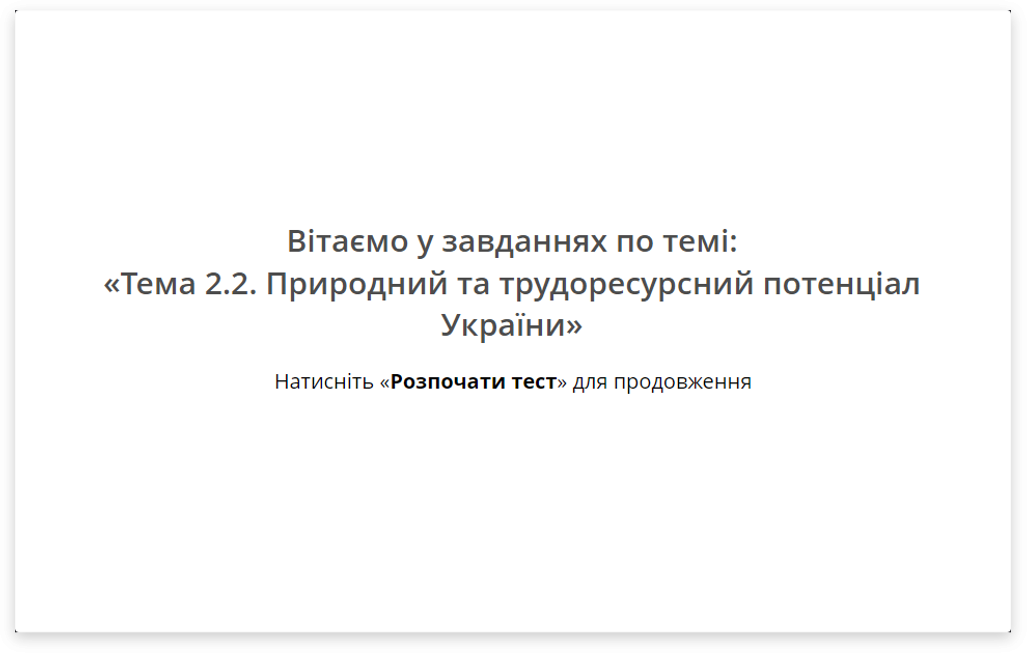 Вітаємо у завданнях по темі:
«Тема 2.2. Природний та трудоресурсний потенціал
України»
Натисніть «Розпочати тест» для продовження